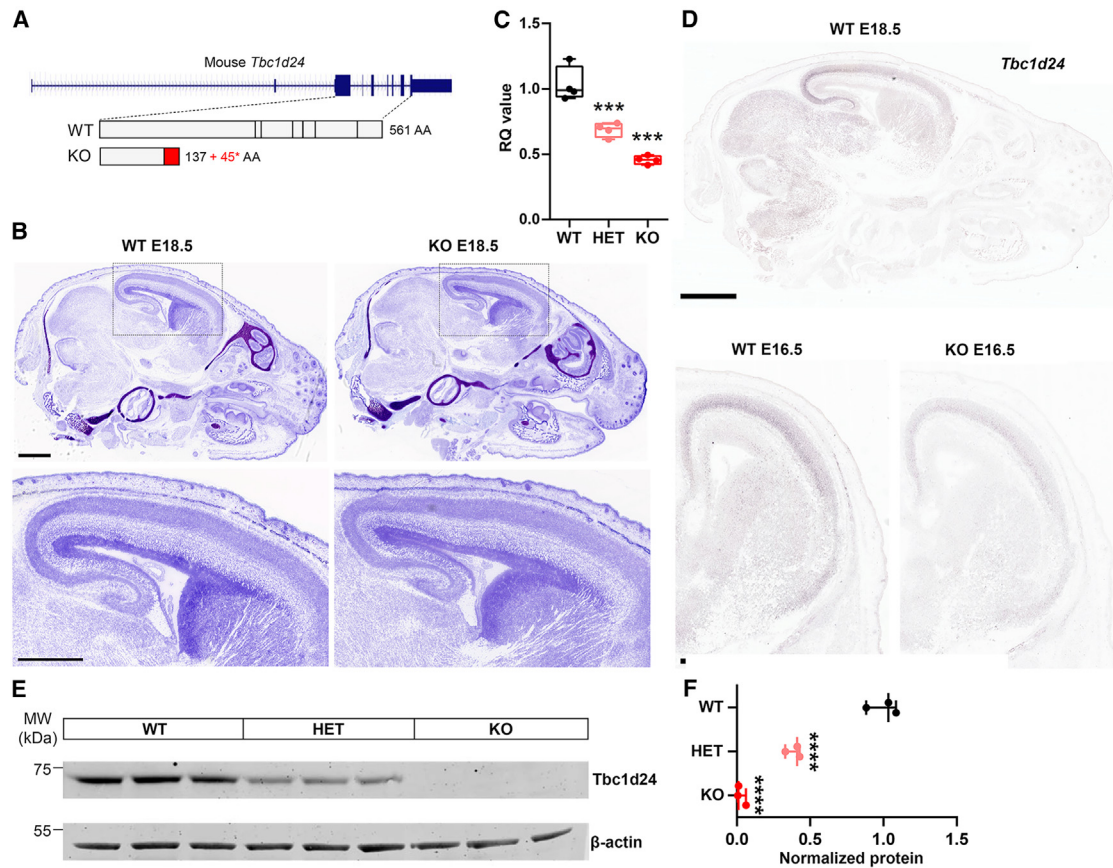 A
Mouse Tbc1d24
WT
561 AA
KO
137 + 45* AA
B
WT E18.5
KO E18.5
C
1.5
1.0
0.5
0.0
RQ value
***
***
WT HET KO
D
WT E18.5
Tbc1d24
WT E16.5
KO E16.5
E
MW
(kDa)
WT HET KO
75
Tbc1d24
55
β-actin
F
WT
HET
****
KO
****
0.0 0.5 1.0 1.5
Normalized protein